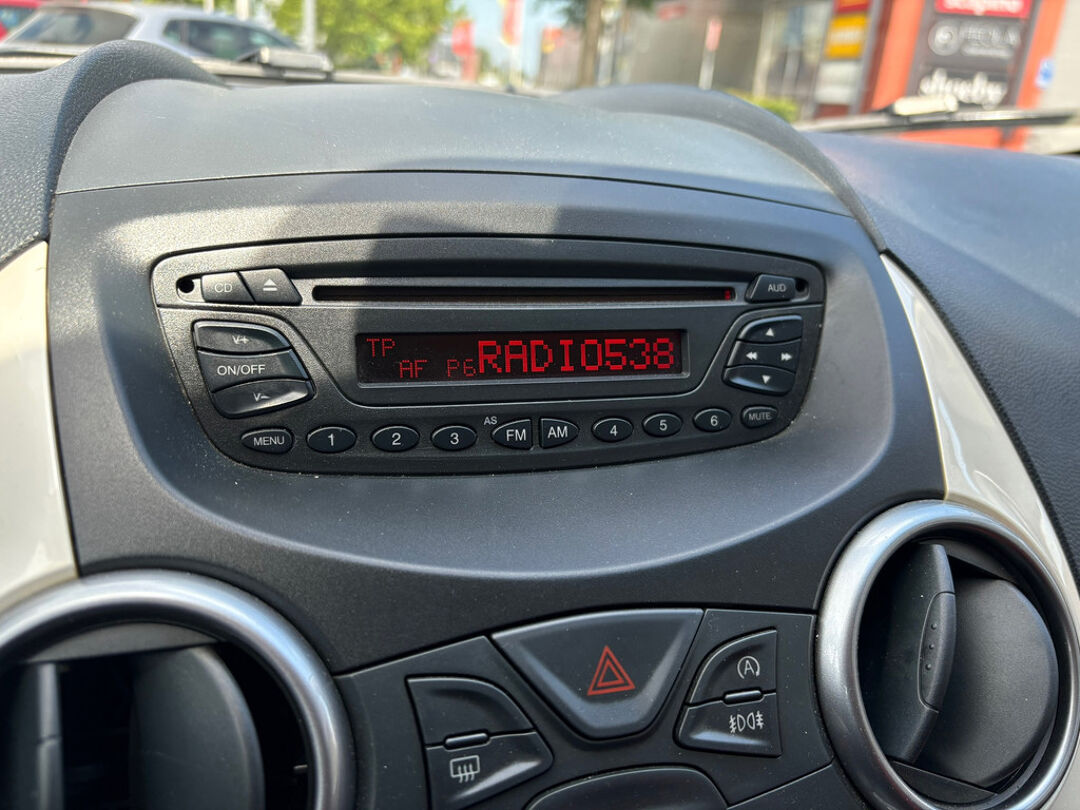 CD
AUD
V+
ON/OFF
V-
TP
AF P6 RADIO538
MENU 1 2 3 AS FM AM 4 5 6 MUTE
A